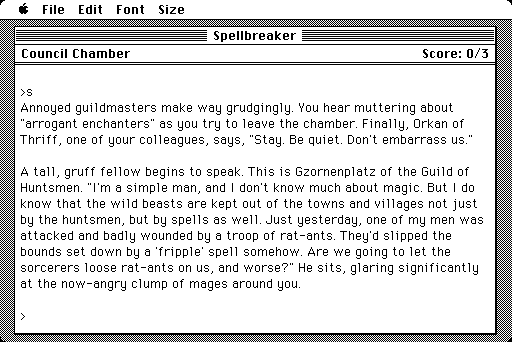 File Edit Font Size
Spellbreaker
Council Chamber Score: 0/3
>s
Annoyed guildmasters make way grudgingly. You hear muttering about
"arrogant enchanters" as you try to leave the chamber. Finally, Orkan of
Thriff, one of your colleagues, says, "Stay. Be quiet. Don't embarrass us."
A tall, gruff fellow begins to speak. This is Gzornenplatz of the Guild of
Huntsmen. "I'm a simple man, and I don't know much about magic. But I do
know that the wild beasts are kept out of the towns and villages not just
by the huntsmen, but by spells as well. Just yesterday, one of my men was
attacked and badly wounded by a troop of rat-ants. They'd slipped the
bounds set down by a 'fripple' spell somehow. Are we going to let the
sorcerers loose rat-ants on us, and worse?" He sits, glaring significantly
at the now-angry clump of mages around you.
>